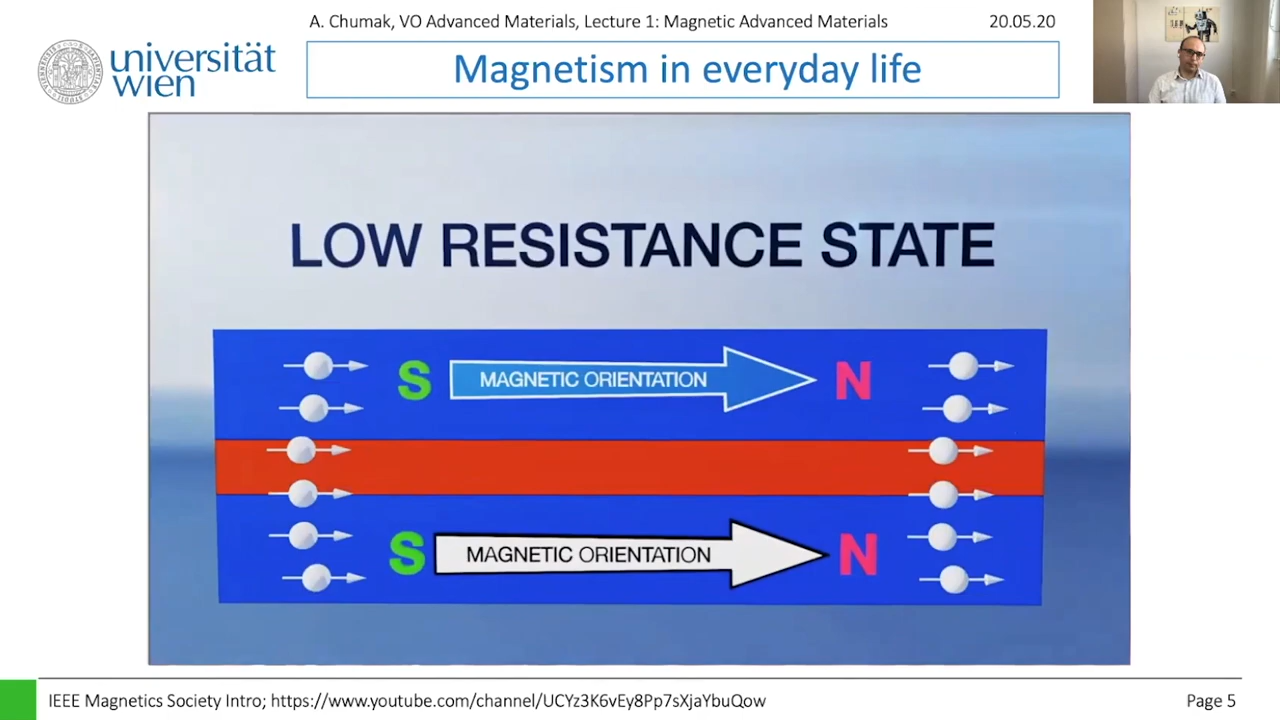 A. Chumak, VO Advanced Materials, Lecture 1: Magnetic Advanced Materials 20.05.20
universität
wien
Magnetism in everyday life
LOW RESISTANCE STATE
S MAGNETIC ORIENTATION N
S MAGNETIC ORIENTATION N
IEEE Magnetics Society Intro; https://www.youtube.com/channel/UCYz3K6vEy8Pp7sXjaYbuQow Page 5